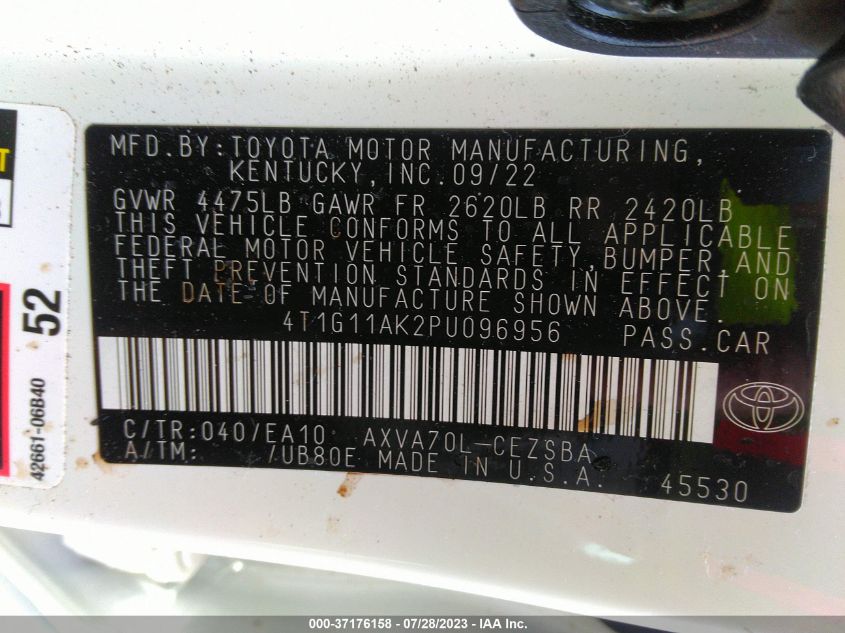 MFD.BY:TOYOTA MOTOR MANUFACTURING,
KENTUCKY,INC.09/22
GVWR 4475LB GAWR FR 2620LB RR 2420LB
THIS VEHICLE CONFORMS TO ALL APPLICABLE
FEDERAL MOTOR VEHICLE SAFETY,BUMPER,AND
THEFT PREVENTION STANDARDS IN EFFECT ON
THE DATE OF MANUFACTURE SHOWN ABOVE.
4T1G11AK2PU096956 PASS.CAR
C/TR:040/EA10 AXVA70L-CEZSBA
A/TM: /UB80E MADE IN U.S.A. 45530
52
42661-06B40
000-37176158 - 07/28/2023 - IAA Inc.